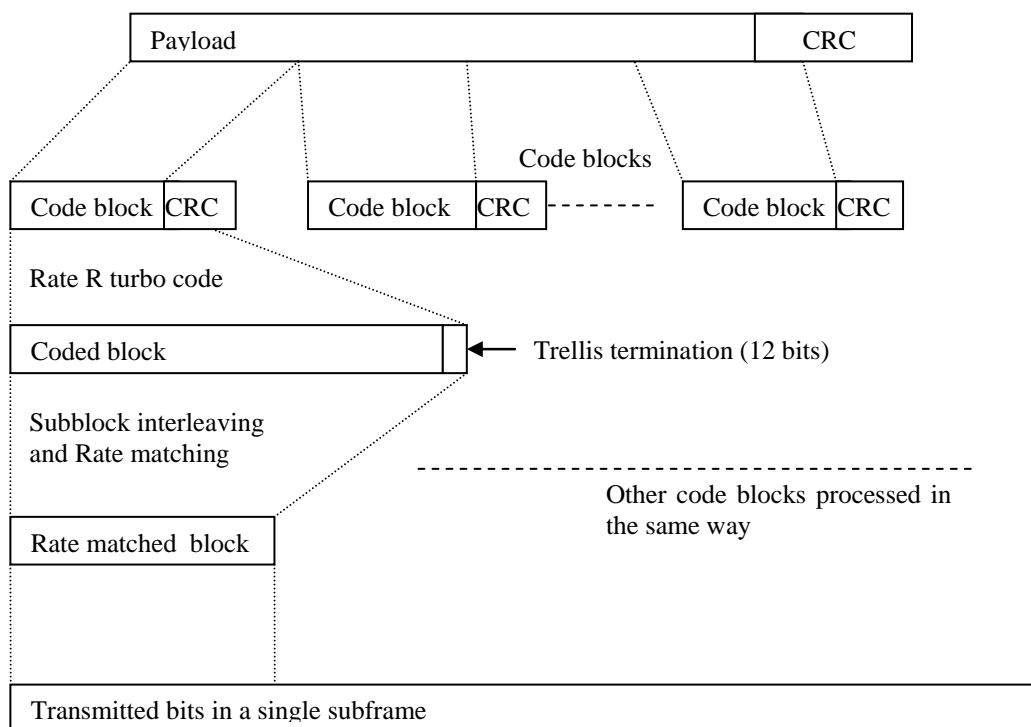 Payload CRC
Code blocks
Code block CRC Code block CRC Code block CRC
Rate R turbo code
Coded block
Trellis termination (12 bits)
Subblock interleaving
and Rate matching
Other code blocks processed in
the same way
Rate matched block
Transmitted bits in a single subframe